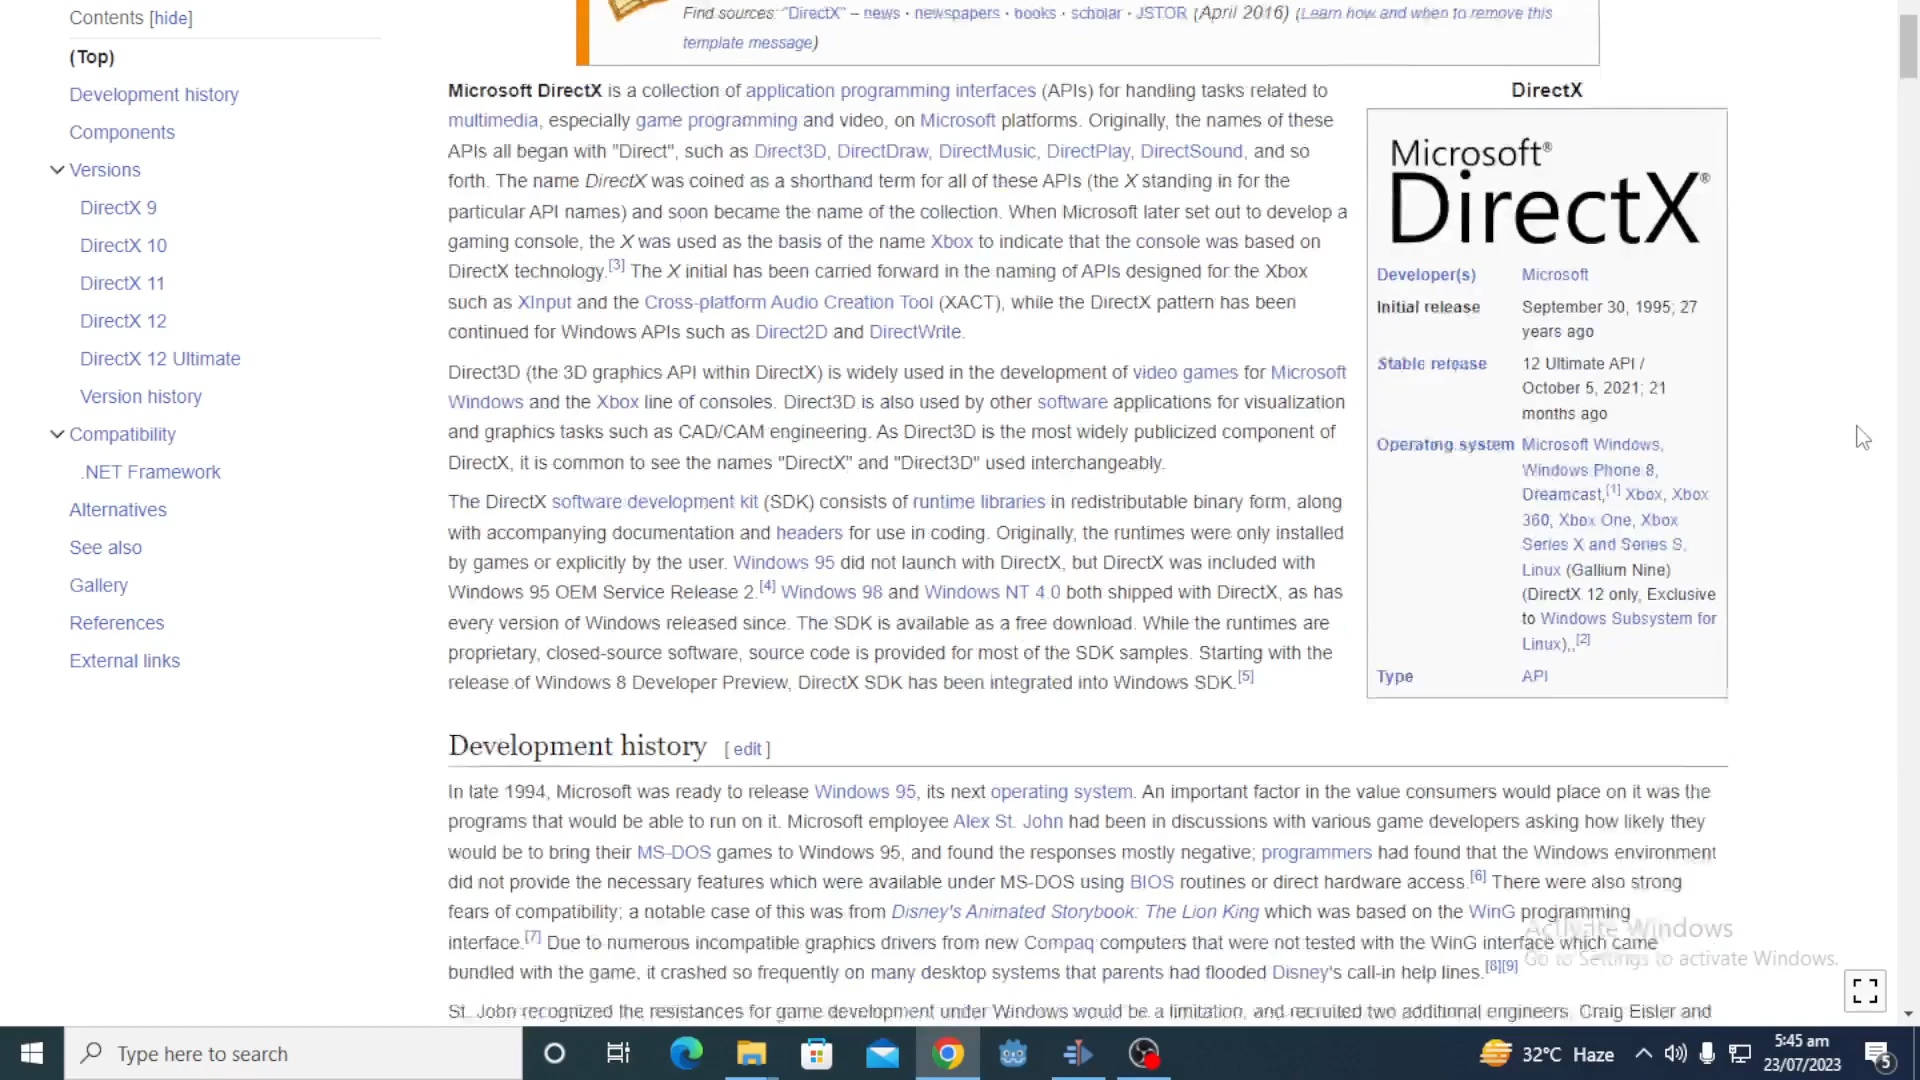 Contents [hide]
(Top)
Development history
Components
Versions
DirectX 9
DirectX 10
DirectX 11
DirectX 12
DirectX 12 Ultimate
Version history
Compatibility
.NET Framework
Alternatives
See also
Gallery
References
External links
Find sources: "DirectX" – news · newspapers · books · scholar · JSTOR (April 2016) (Learn how and when to remove this
template message)
Microsoft DirectX is a collection of application programming interfaces (APIs) for handling tasks related to
multimedia, especially game programming and video, on Microsoft platforms. Originally, the names of these
APIs all began with "Direct", such as Direct3D, DirectDraw, DirectMusic, DirectPlay, DirectSound, and so
forth. The name DirectX was coined as a shorthand term for all of these APIs (the X standing in for the
particular API names) and soon became the name of the collection. When Microsoft later set out to develop a
gaming console, the X was used as the basis of the name Xbox to indicate that the console was based on
DirectX technology.[3] The X initial has been carried forward in the naming of APIs designed for the Xbox
such as XInput and the Cross-platform Audio Creation Tool (XACT), while the DirectX pattern has been
continued for Windows APIs such as Direct2D and DirectWrite.
Direct3D (the 3D graphics API within DirectX) is widely used in the development of video games for Microsoft
Windows and the Xbox line of consoles. Direct3D is also used by other software applications for visualization
and graphics tasks such as CAD/CAM engineering. As Direct3D is the most widely publicized component of
DirectX, it is common to see the names "DirectX" and "Direct3D" used interchangeably.
The DirectX software development kit (SDK) consists of runtime libraries in redistributable binary form, along
with accompanying documentation and headers for use in coding. Originally, the runtimes were only installed
by games or explicitly by the user. Windows 95 did not launch with DirectX, but DirectX was included with
Windows 95 OEM Service Release 2.[4] Windows 98 and Windows NT 4.0 both shipped with DirectX, as has
every version of Windows released since. The SDK is available as a free download. While the runtimes are
proprietary, closed-source software, source code is provided for most of the SDK samples. Starting with the
release of Windows 8 Developer Preview, DirectX SDK has been integrated into Windows SDK.[5]
DirectX
Microsoft®
DirectX®
Developer(s) Microsoft
Initial release September 30, 1995; 27
years ago
Stable release 12 Ultimate API /
October 5, 2021; 21
months ago
Operating system Microsoft Windows,
Windows Phone 8,
Dreamcast,[1] Xbox, Xbox
360, Xbox One, Xbox
Series X and Series S,
Linux (Gallium Nine)
(DirectX 12 only, Exclusive
to Windows Subsystem for
Linux),,[2]
Type API
Development history [ edit ]
In late 1994, Microsoft was ready to release Windows 95, its next operating system. An important factor in the value consumers would place on it was the
programs that would be able to run on it. Microsoft employee Alex St. John had been in discussions with various game developers asking how likely they
would be to bring their MS-DOS games to Windows 95, and found the responses mostly negative; programmers had found that the Windows environment
did not provide the necessary features which were available under MS-DOS using BIOS routines or direct hardware access.[6] There were also strong
fears of compatibility; a notable case of this was from Disney's Animated Storybook: The Lion King which was based on the WinG programming
interface.[7] Due to numerous incompatible graphics drivers from new Compaq computers that were not tested with the WinG interface which came
bundled with the game, it crashed so frequently on many desktop systems that parents had flooded Disney's call-in help lines.[8][9]
St. John recognized the resistances for game development under Windows would be a limitation, and recruited two additional engineers, Craig Eisler and
Activate Windows
Go to Settings to activate Windows.
Type here to search
32°C Haze
5:45 am
23/07/2023
5